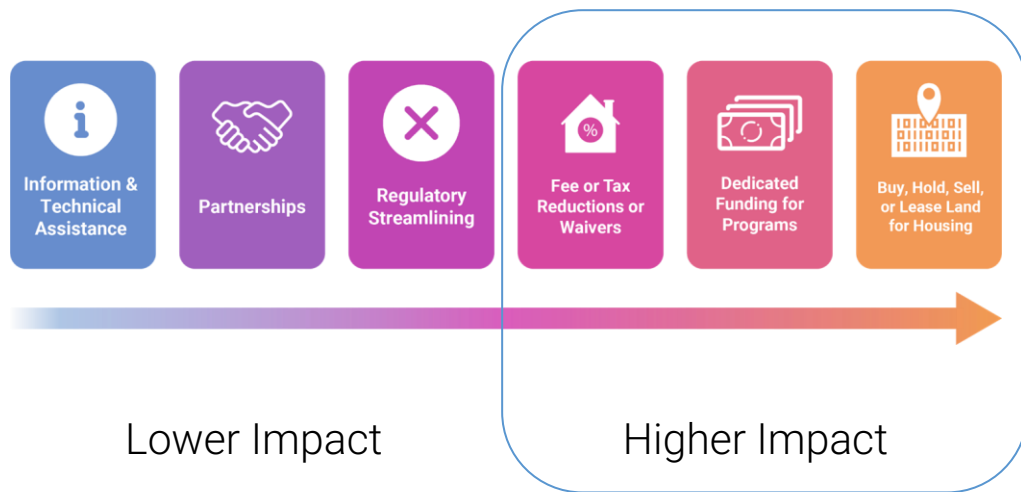 Information &
Technical
Assistance
Partnerships
Regulatory
Streamlining
%
Fee or Tax
Reductions or
Waivers
Dedicated
Funding for
Programs
Buy, Hold, Sell,
or Lease Land
for Housing
Lower Impact
Higher Impact